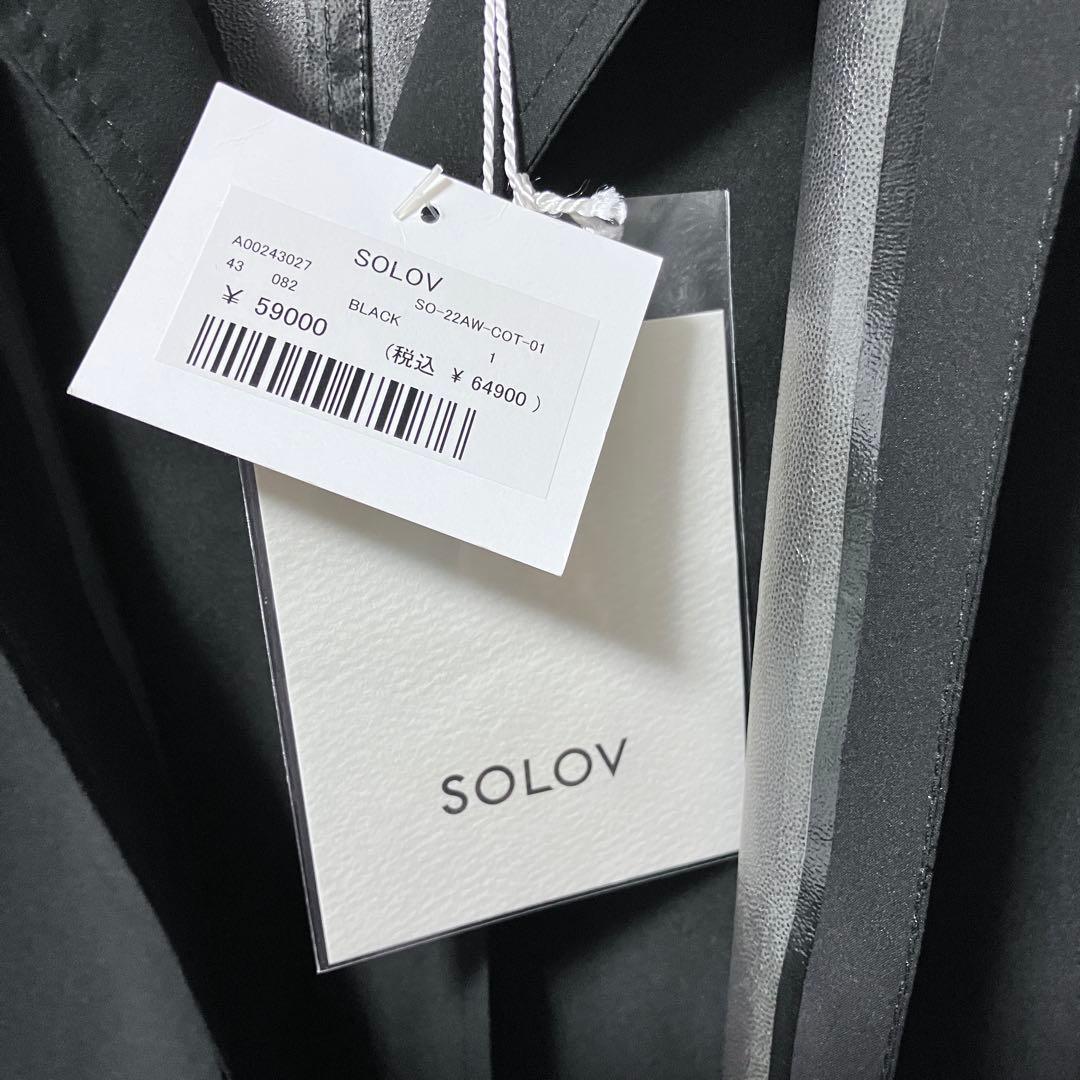 A00243027 SOLOV
43 082 SO-22AW-COT-01
¥ 59000 BLACK 1
(税込 ¥ 64900 )
SOLOV